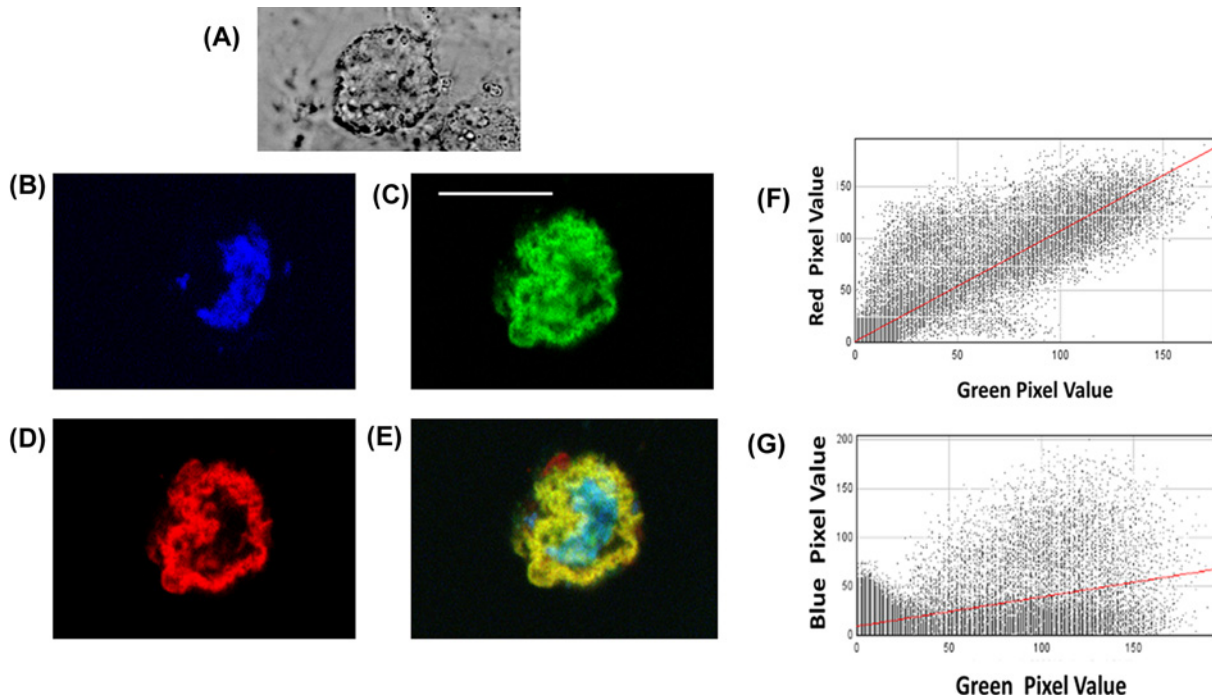 (A)
(B)
(C)
(D)
(E)
(F)
Red Pixel Value
150
100
50
0
0 50 100 150
Green Pixel Value
(G)
Blue Pixel Value
200
150
100
50
0
0 50 100 150
Green Pixel Value